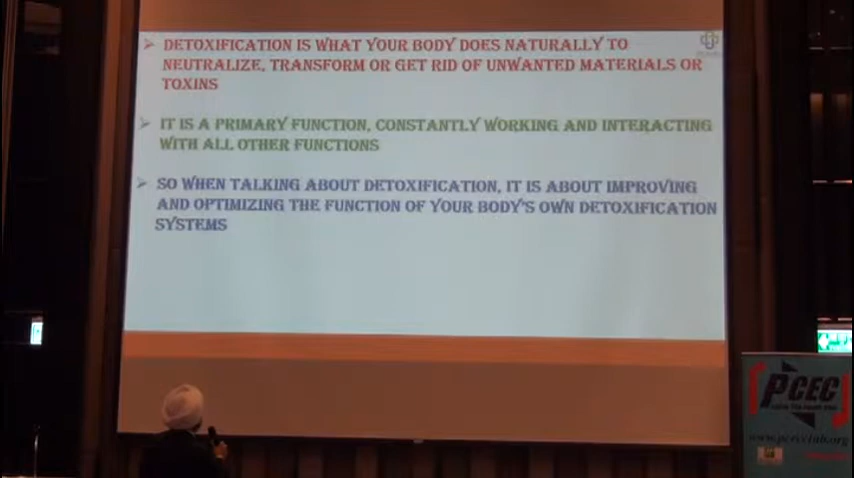 ➢ DETOXIFICATION IS WHAT YOUR BODY DOES NATURALLY TO
NEUTRALIZE, TRANSFORM OR GET RID OF UNWANTED MATERIALS OR
TOXINS
➢ IT IS A PRIMARY FUNCTION, CONSTANTLY WORKING AND INTERACTING
WITH ALL OTHER FUNCTIONS
➢ SO WHEN TALKING ABOUT DETOXIFICATION, IT IS ABOUT IMPROVING
AND OPTIMIZING THE FUNCTION OF YOUR BODY'S OWN DETOXIFICATION
SYSTEMS
PCEC